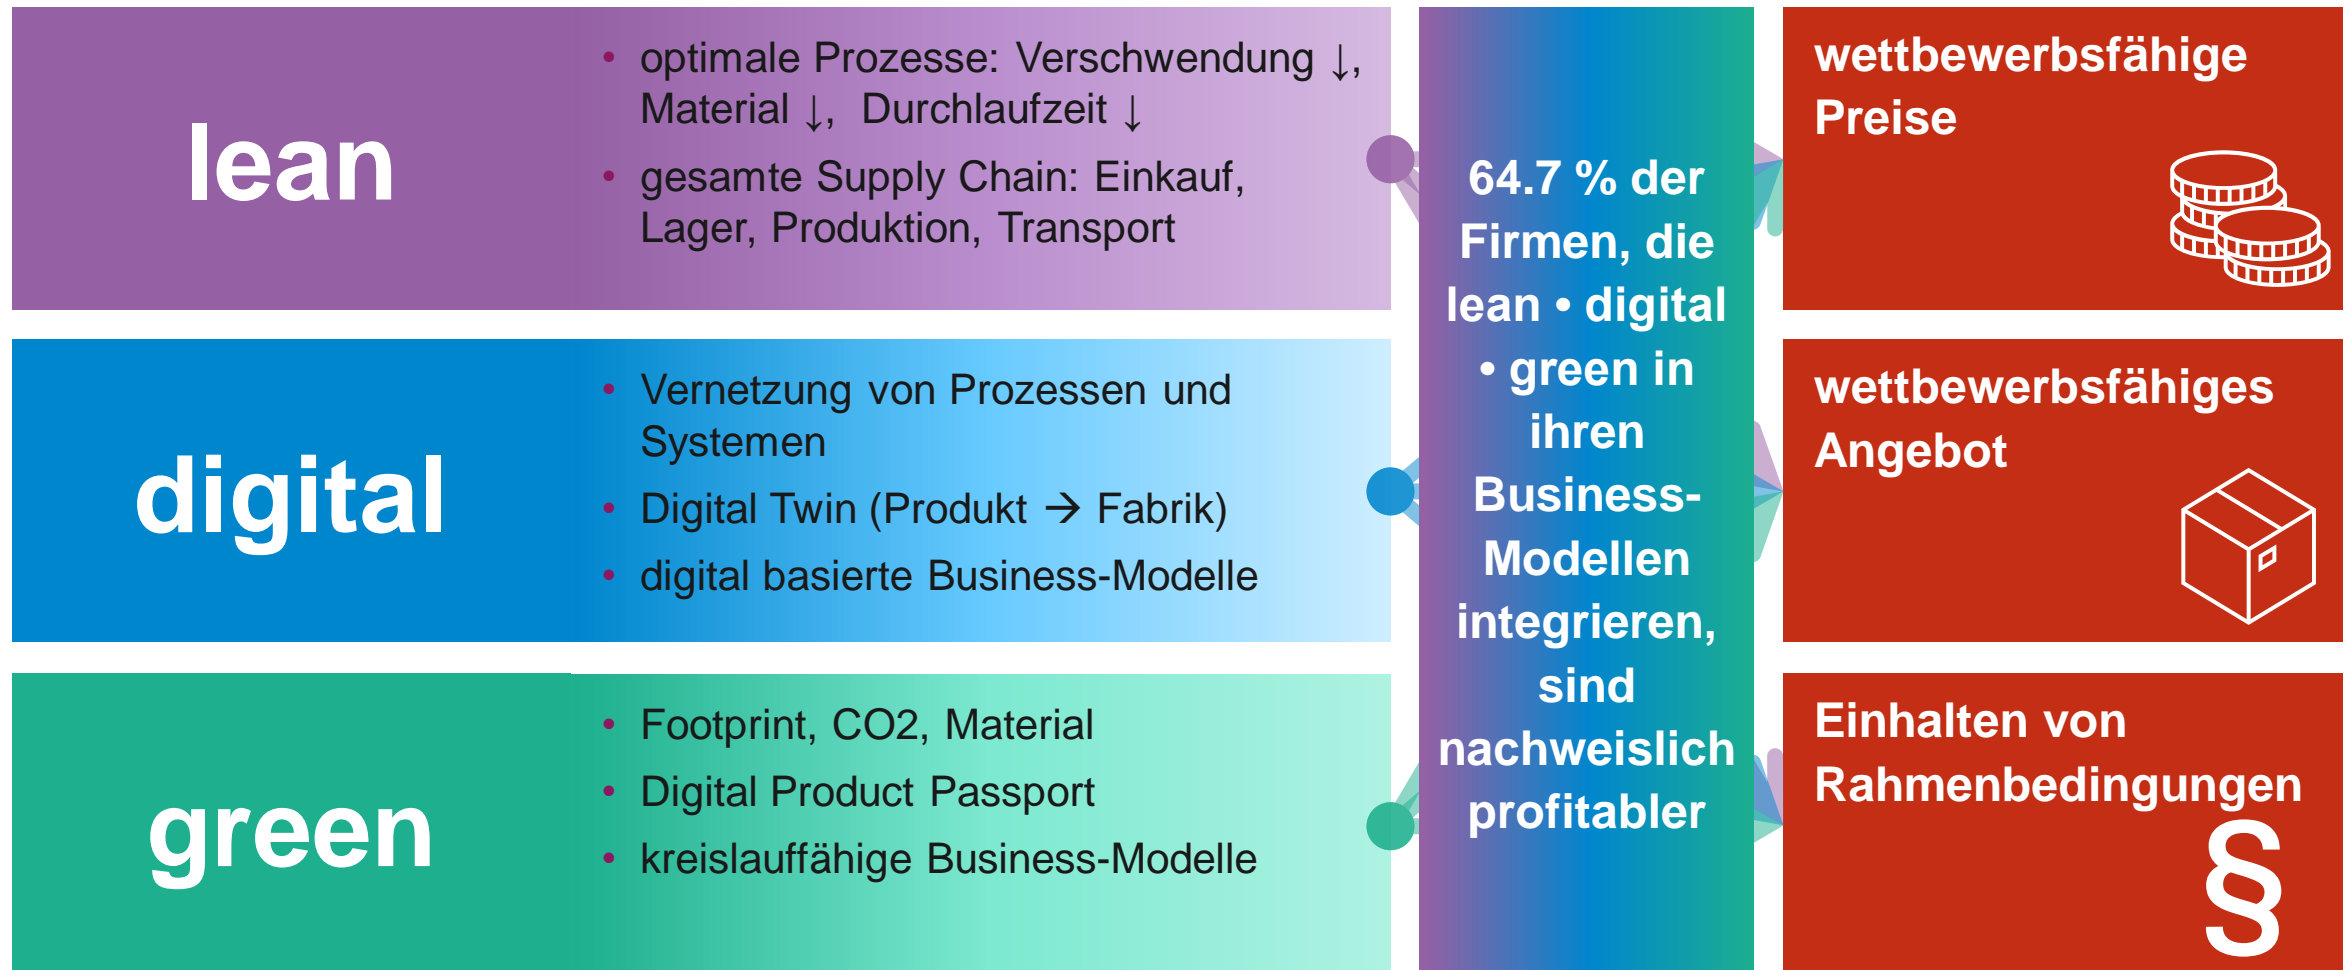 lean
• optimale Prozesse: Verschwendung ↓,
Material ↓, Durchlaufzeit ↓
• gesamte Supply Chain: Einkauf,
Lager, Produktion, Transport
digital
• Vernetzung von Prozessen und
Systemen
• Digital Twin (Produkt → Fabrik)
• digital basierte Business-Modelle
green
• Footprint, CO2, Material
• Digital Product Passport
• kreislauffähige Business-Modelle
64.7 % der
Firmen, die
lean • digital
• green in
ihren
Business-
Modellen
integrieren,
sind
nachweislich
profitabler
wettbewerbsfähige
Preise
wettbewerbsfähiges
Angebot
Einhalten von
Rahmenbedingungen
§